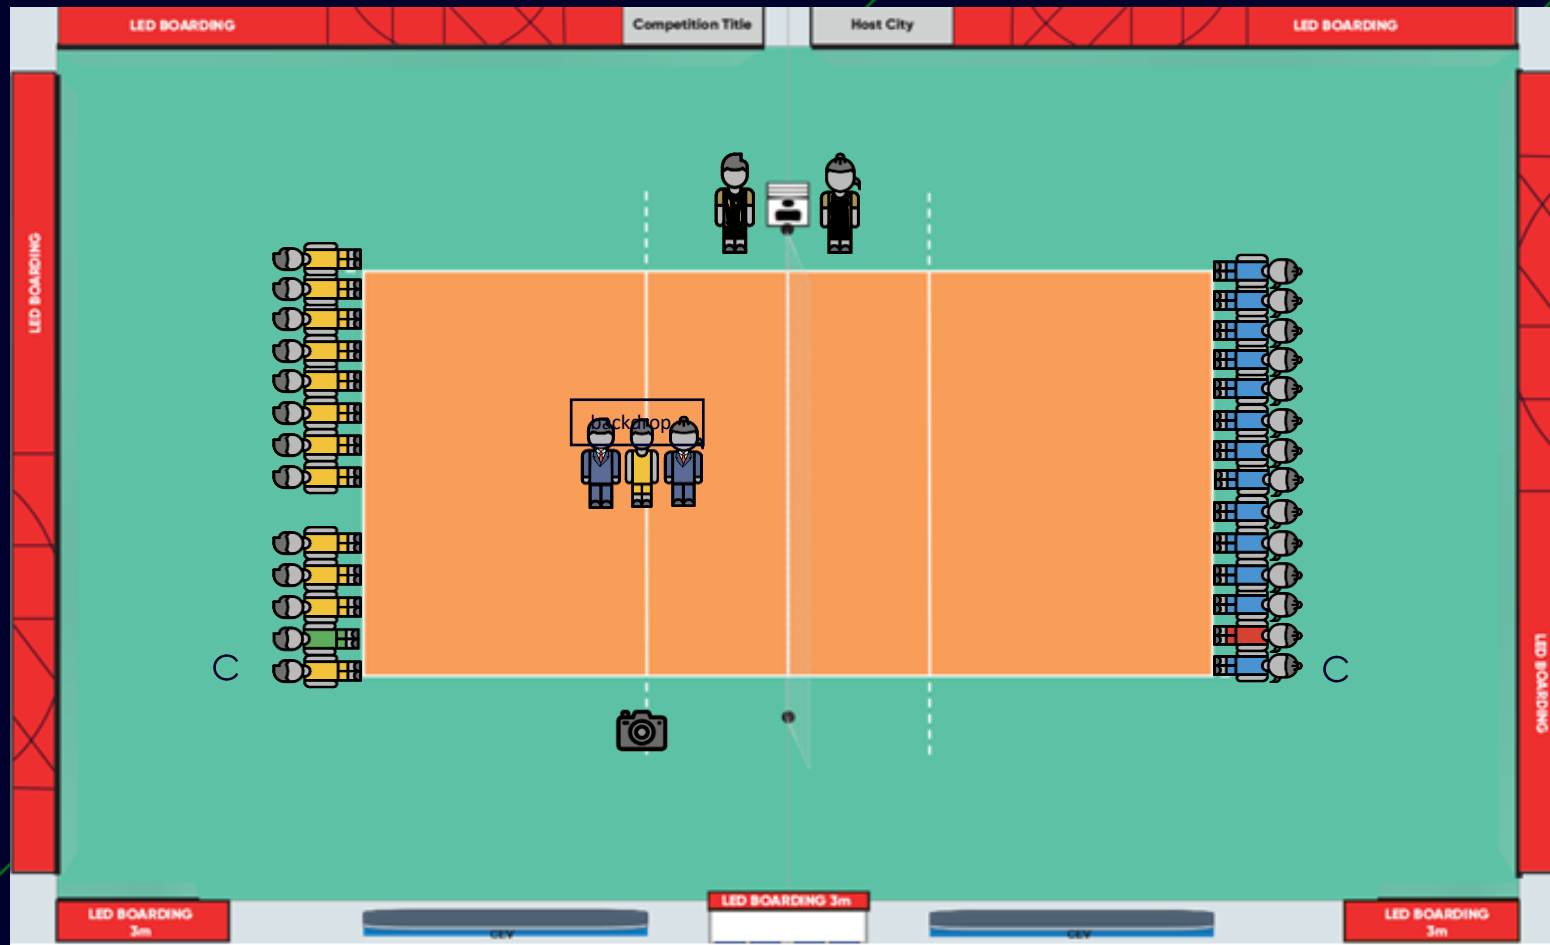 LED BOARDING
Competition Title
Host City
LED BOARDING
LED BOARDING
backdrop
C
C
LED BOARDING
LED BOARDING
3m
CEV
LED BOARDING 3m
CEV
LED BOARDING
3m